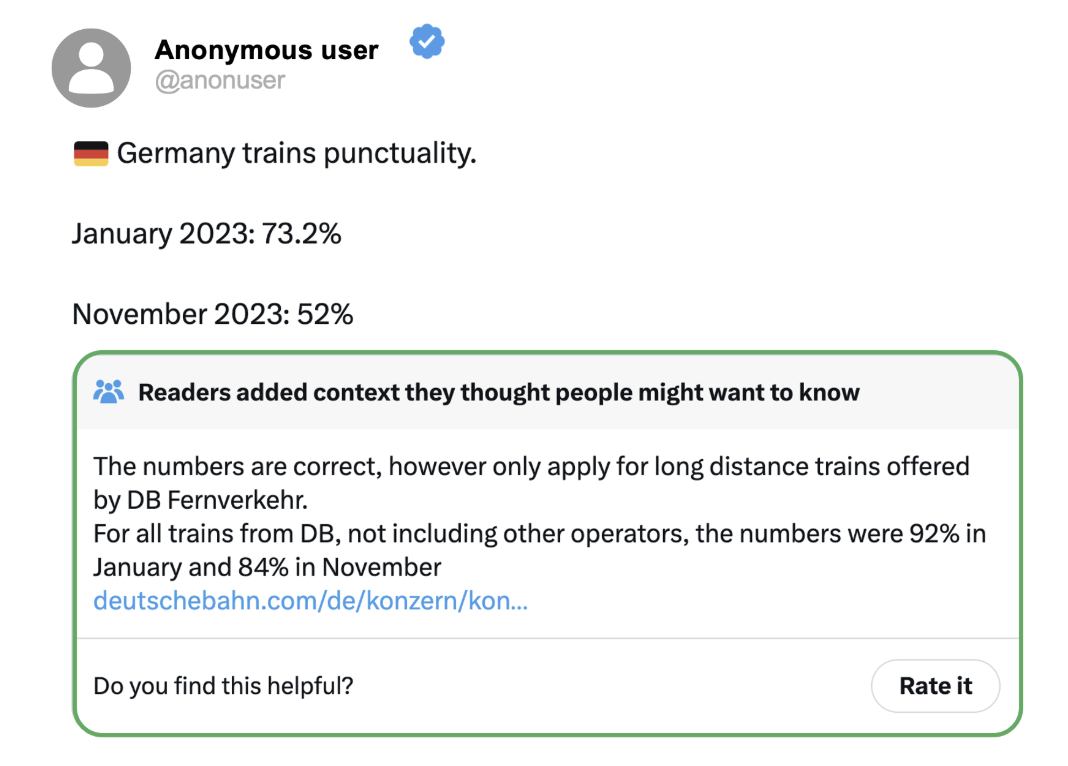 Anonymous user
@anonuser
🇩🇪 Germany trains punctuality.
January 2023: 73.2%
November 2023: 52%
Readers added context they thought people might want to know
The numbers are correct, however only apply for long distance trains offered
by DB Fernverkehr.
For all trains from DB, not including other operators, the numbers were 92% in
January and 84% in November
deutschebahn.com/de/konzern/kon...
Do you find this helpful?
Rate it